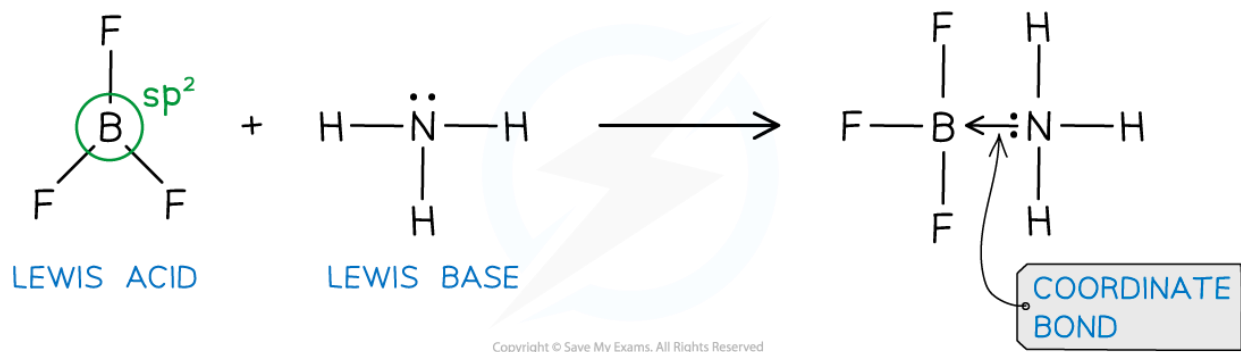 F
B
sp²
F F
+
H—N̈—H
H
F H
F—B←:N—H
F H
LEWIS ACID
LEWIS BASE
COORDINATE
BOND
Copyright © Save My Exams. All Rights Reserved